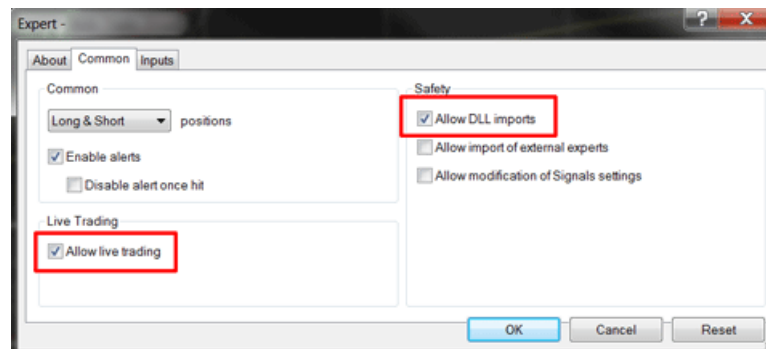 Expert -
About Common Inputs
Common
Long & Short positions
Enable alerts
Disable alert once hit
Live Trading
Allow live trading
Safety
Allow DLL imports
Allow import of external experts
Allow modification of Signals settings
OK Cancel Reset